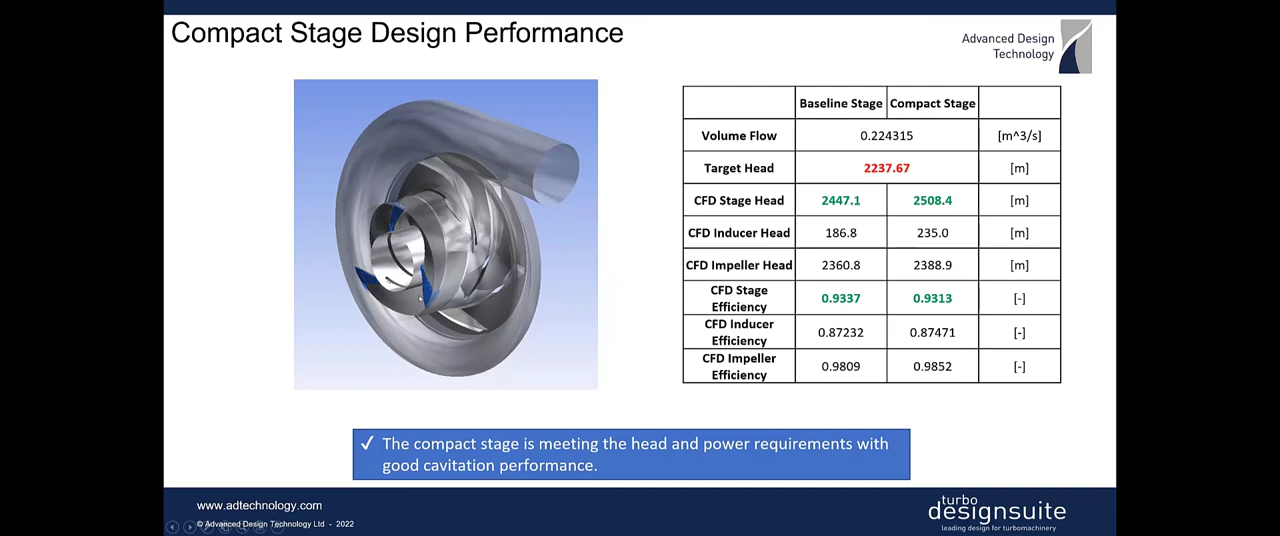 Compact Stage Design Performance
Advanced Design
Technology
Baseline Stage Compact Stage
Volume Flow 0.224315 [m^3/s]
Target Head 2237.67 [m]
CFD Stage Head 2447.1 2508.4 [m]
CFD Inducer Head 186.8 235.0 [m]
CFD Impeller Head 2360.8 2388.9 [m]
CFD Stage
Efficiency 0.9337 0.9313 [-]
CFD Inducer
Efficiency 0.87232 0.87471 [-]
CFD Impeller
Efficiency 0.9809 0.9852 [-]
✓ The compact stage is meeting the head and power requirements with
good cavitation performance.
www.adtechnology.com
© Advanced Design Technology Ltd - 2022
turbo
designsuite
leading design for turbomachinery